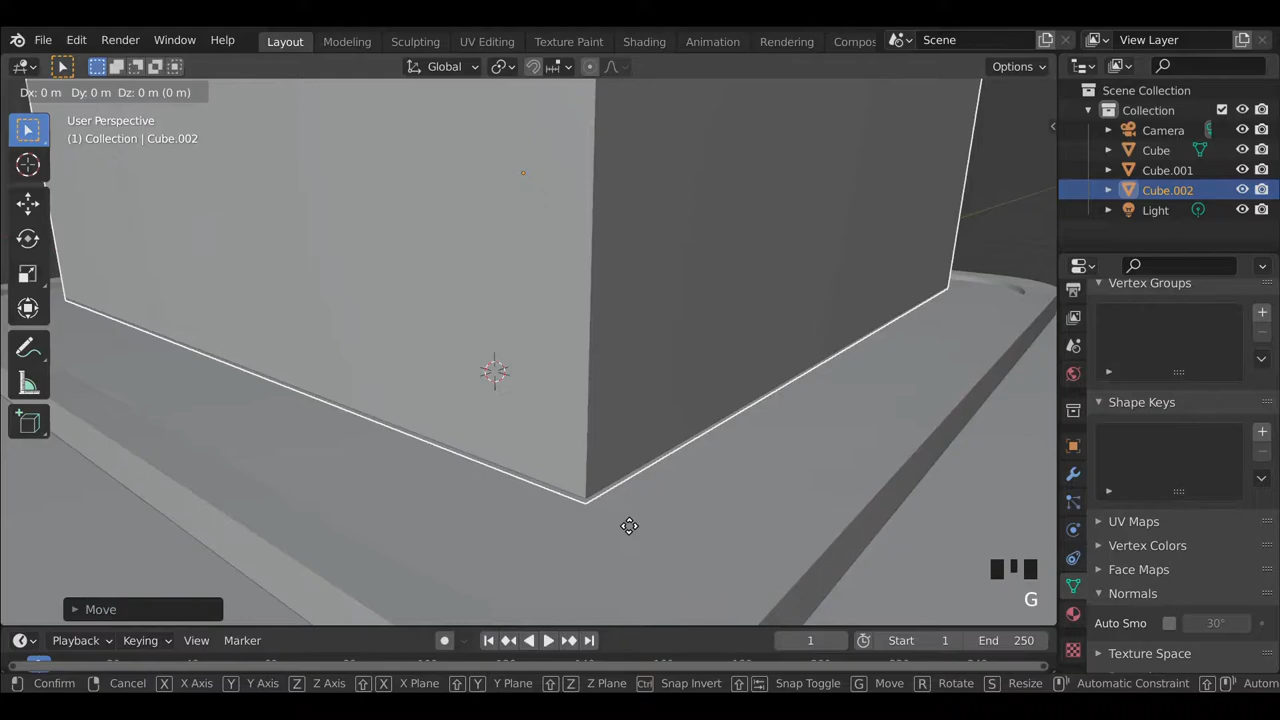 File Edit Render Window Help Layout Modeling Sculpting UV Editing Texture Paint Shading Animation Rendering Compos Scene View Layer
Global Options
Dx: 0 m Dy: 0 m Dz: 0 m (0 m)
User Perspective
(1) Collection | Cube.002
Scene Collection
Collection
Camera
Cube
Cube.001
Cube.002
Light
Vertex Groups
Shape Keys
UV Maps
Vertex Colors
Face Maps
Normals
Auto Smo 30°
Texture Space
G
Move
Playback Keying View Marker 1 Start 1 End 250
Confirm Cancel X X Axis Y Y Axis Z Z Axis X X Plane Y Y Plane Z Z Plane Ctrl Snap Invert Snap Toggle G Move R Rotate S Resize Automatic Constraint Autom